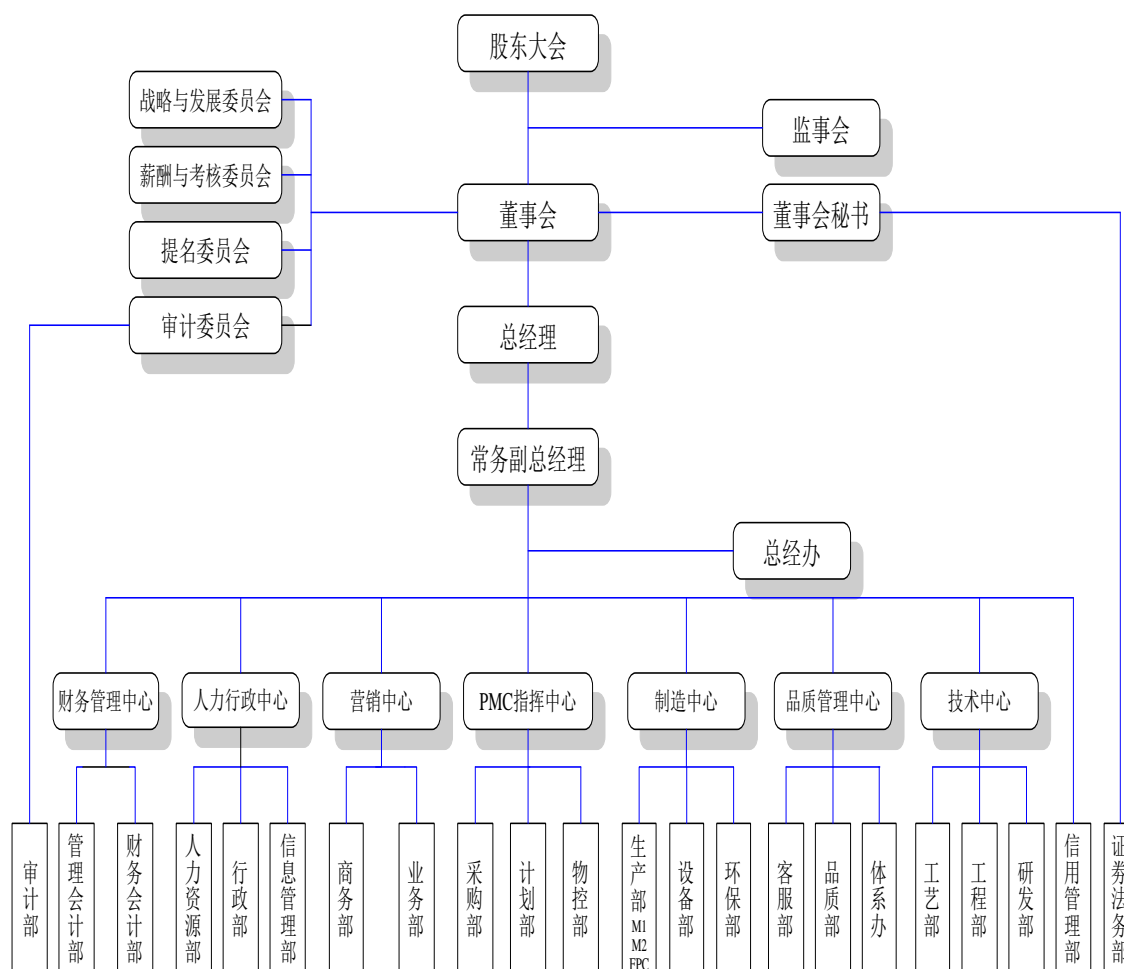 股东大会
战略与发展委员会
监事会
薪酬与考核委员会
董事会
董事会秘书
提名委员会
审计委员会
总经理
常务副总经理
总经办
财务管理中心
人力行政中心
营销中心
PMC指挥中心
制造中心
品质管理中心
技术中心
审计部
管理会计部
财务会计部
人力资源部
行政部
信息管理部
商务部
业务部
采购部
计划部
物控部
生产部
M1
M2
FPC
设备部
环保部
客服部
品质部
体系办
工艺部
工程部
研发部
信用管理部
证券法务部